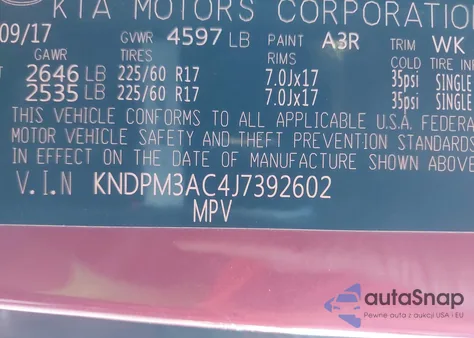 KIA MOTORS CORPORATION
09/17 GVWR 4597 LB PAINT A3R TRIM WK
GAWR TIRES RIMS COLD TIRE INF
2646 LB 225/60 R17 7.0Jx17 35psi SINGLE
2535 LB 225/60 R17 7.0Jx17 35psi SINGLE
THIS VEHICLE CONFORMS TO ALL APPLICABLE U.S.A. FEDERA
MOTOR VEHICLE SAFETY AND THEFT PREVENTION STANDARDS
IN EFFECT ON THE DATE OF MANUFACTURE SHOWN ABOVE
V.I.N KNDPM3AC4J7392602
MPV
autaSnap
Pewne auta z aukcji USA i EU